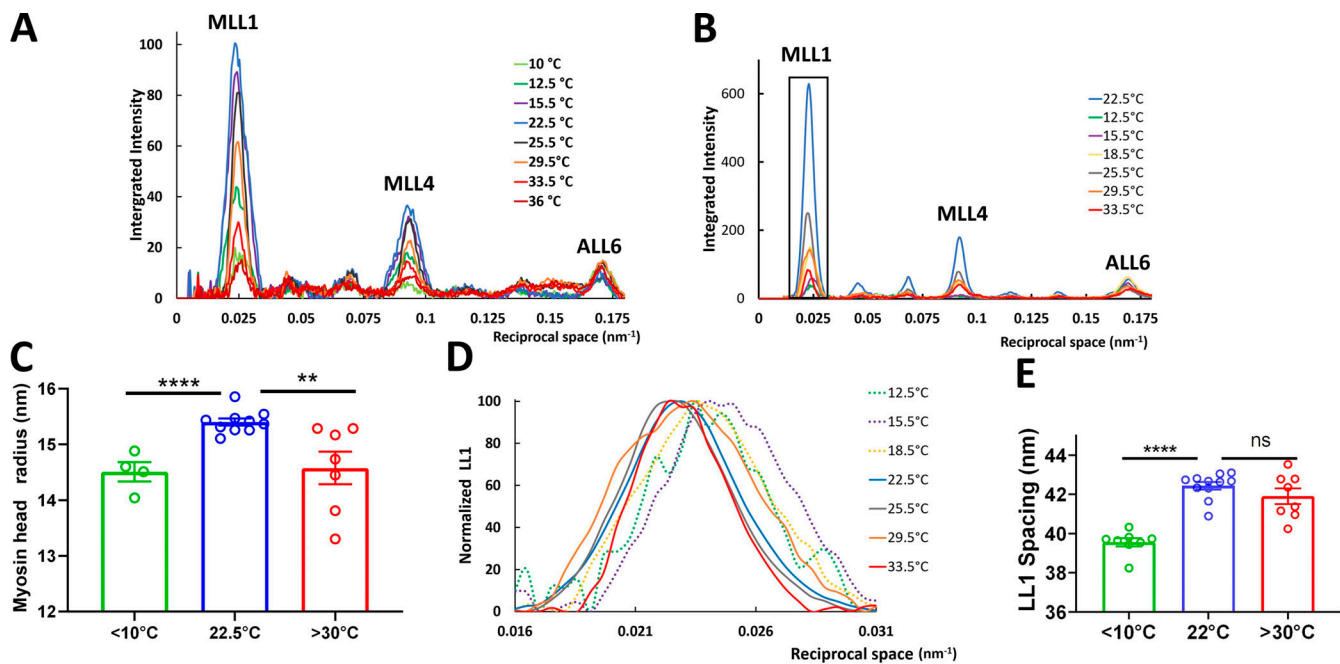 A
MLL1
Intergrated Intensity
100
80
60
40
20
0
MLL4
ALL6
10 °C
12.5 °C
15.5 °C
22.5 °C
25.5 °C
29.5°C
33.5 °C
36 °C
0
0.025
0.05
0.075
0.1
0.125
0.15
0.175
Reciprocal space (nm-1)
B
MLL1
Integrated Intensity
600
400
200
0
MLL4
ALL6
22.5°C
12.5°C
15.5°C
18.5°C
25.5°C
29.5°C
33.5°C
0
0.025
0.05
0.075
0.1
0.125
0.15
0.175
Reciprocal space (nm-1)
C
Myosin head radius (nm)
16
15
14
13
12
****
**
<10°C
22.5°C
>30°C
D
Normalized LL1
100
80
60
40
20
0
12.5°C
15.5°C
18.5°C
22.5°C
25.5°C
29.5°C
33.5°C
0.016
0.021
0.026
0.031
Reciprocal space (nm-1)
E
LL1 Spacing (nm)
44
42
40
38
36
****
ns
<10°C
22°C
>30°C